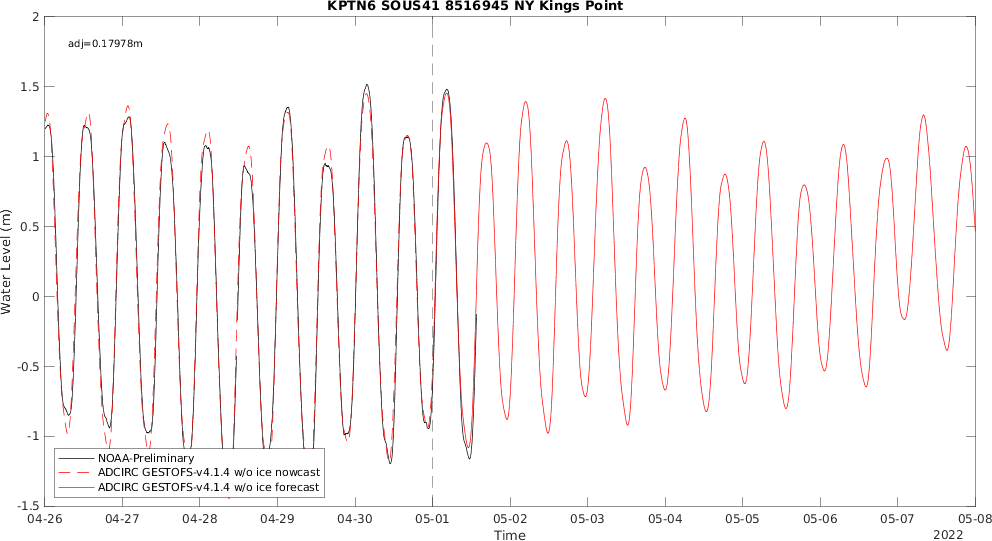 KPTN6 SOUS41 8516945 NY Kings Point
adj=0.17978m
Water Level (m)
2
1.5
1
0.5
0
-0.5
-1
-1.5
NOAA-Preliminary
ADCIRC GESTOFS-v4.1.4 w/o ice nowcast
ADCIRC GESTOFS-v4.1.4 w/o ice forecast
04-26 04-27 04-28 04-29 04-30 05-01 05-02 05-03 05-04 05-05 05-06 05-07 05-08
Time
2022